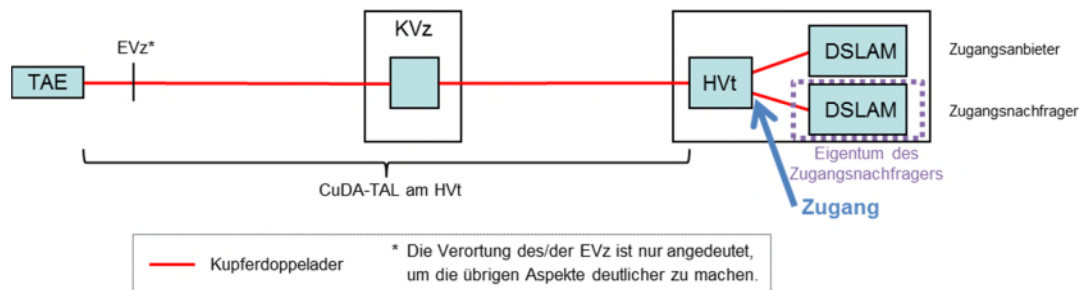 KVz
EVz*
DSLAM
Zugangsanbieter
TAE
HVt
DSLAM
Zugangsnachfrager
Eigentum des
Zugangsnachfragers
CuDA-TAL am HVt
Zugang
Kupferdoppelader
* Die Verortung des/der EVz ist nur angedeutet,
um die übrigen Aspekte deutlicher zu machen.